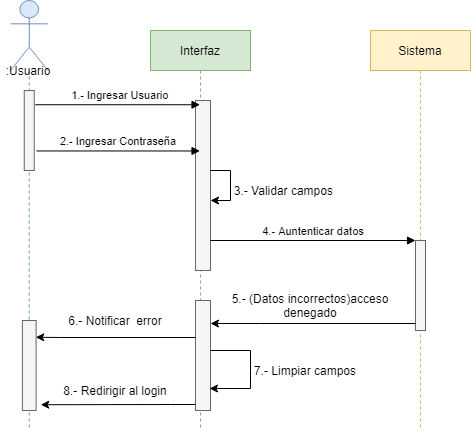 :Usuario
Interfaz
Sistema
1.- Ingresar Usuario
2.- Ingresar Contraseña
3.- Validar campos
4.- Auntenticar datos
5.- (Datos incorrectos)acceso
denegado
6.- Notificar error
7.- Limpiar campos
8.- Redirigir al login